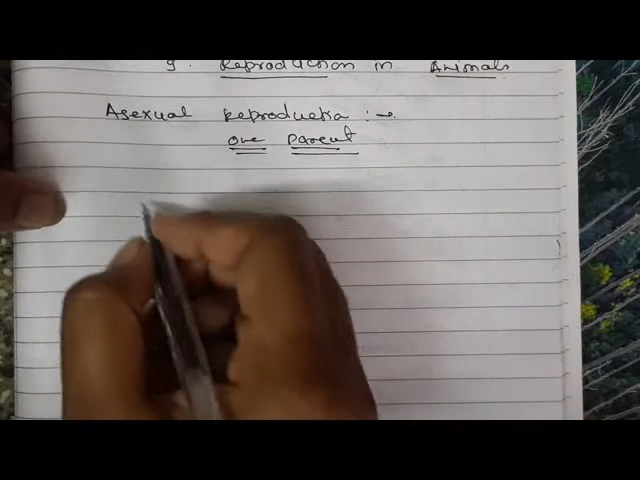 9. Reproduction in Animals
Asexual Reproduction :→
one parent